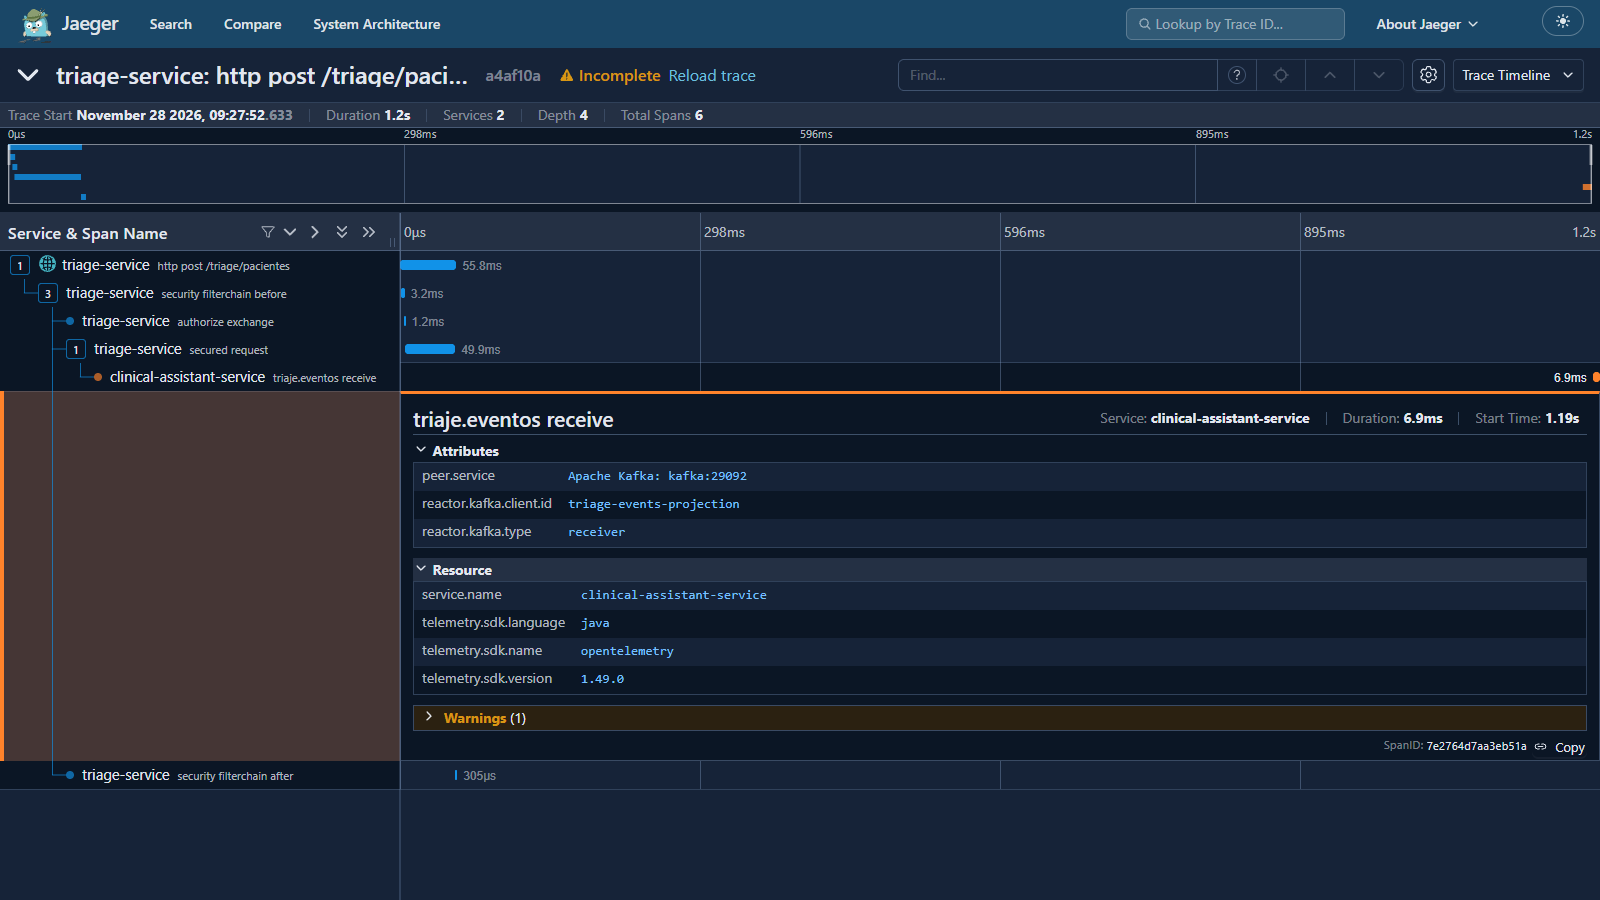 Jaeger Search Compare System Architecture Lookup by Trace ID... About Jaeger
triage-service: http post /triage/paci... a4af10a Incomplete Reload trace Find... ? Trace Timeline
Trace Start November 28 2026, 09:27:52.633 Duration 1.2s Services 2 Depth 4 Total Spans 6
0µs 298ms 596ms 895ms 1.2s
Service & Span Name 0µs 298ms 596ms 895ms 1.2s
1 triage-service http post /triage/pacientes 55.8ms
3 triage-service security filterchain before 3.2ms
triage-service authorize exchange 1.2ms
1 triage-service secured request 49.9ms
clinical-assistant-service triaje.eventos receive 6.9ms
triaje.eventos receive Service: clinical-assistant-service Duration: 6.9ms Start Time: 1.19s
Attributes
peer.service Apache Kafka: kafka:29092
reactor.kafka.client.id triage-events-projection
reactor.kafka.type receiver
Resource
service.name clinical-assistant-service
telemetry.sdk.language java
telemetry.sdk.name opentelemetry
telemetry.sdk.version 1.49.0
Warnings (1)
SpanID: 7e2764d7aa3eb51a Copy
triage-service security filterchain after 305µs